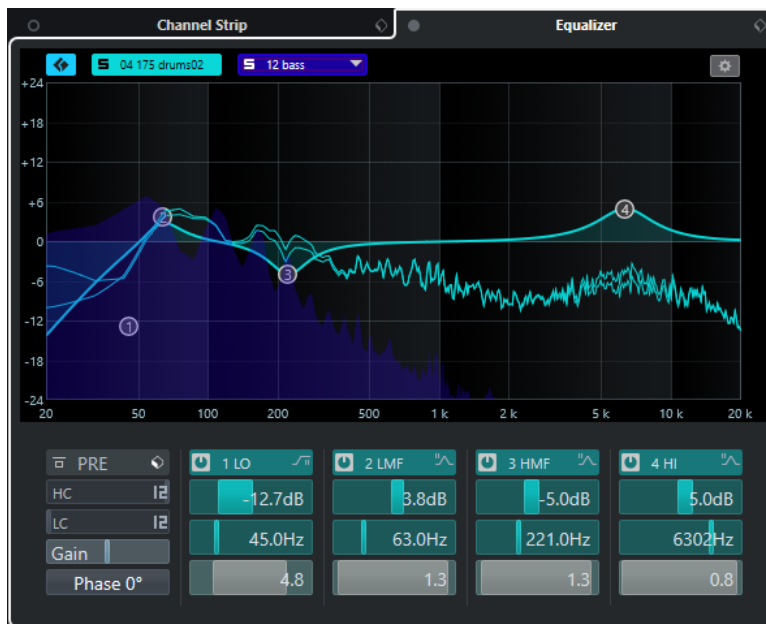 Channel Strip
Equalizer
S 04 175 drums02
S 12 bass
+24
+18
+12
+6
0
-6
-12
-18
-24
1
2
3
4
20 50 100 200 500 1 k 2 k 5 k 10 k 20 k
PRE
1 LO
2 LMF
3 HMF
4 HI
HC 12
-12.7dB
3.8dB
-5.0dB
5.0dB
LC 12
45.0Hz
63.0Hz
221.0Hz
6302Hz
Gain
4.8
1.3
1.3
0.8
Phase 0°